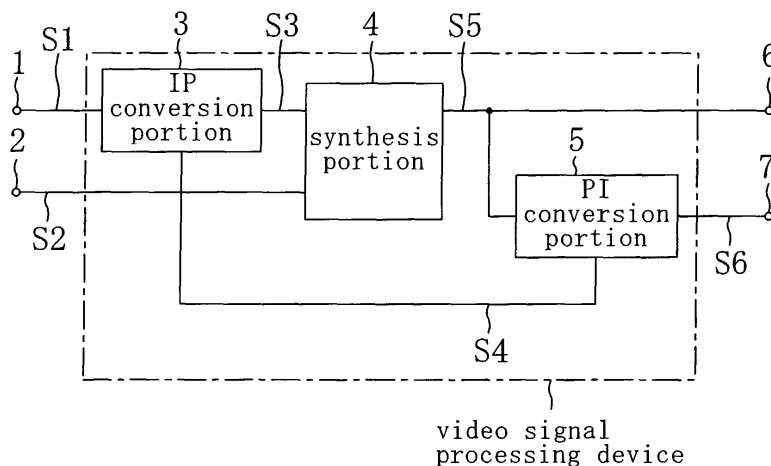 S1
3
S3
4
S5
1
6
IP
conversion
portion
synthesis
portion
2
5
7
PI
conversion
portion
S2
S6
S4
video signal
processing device